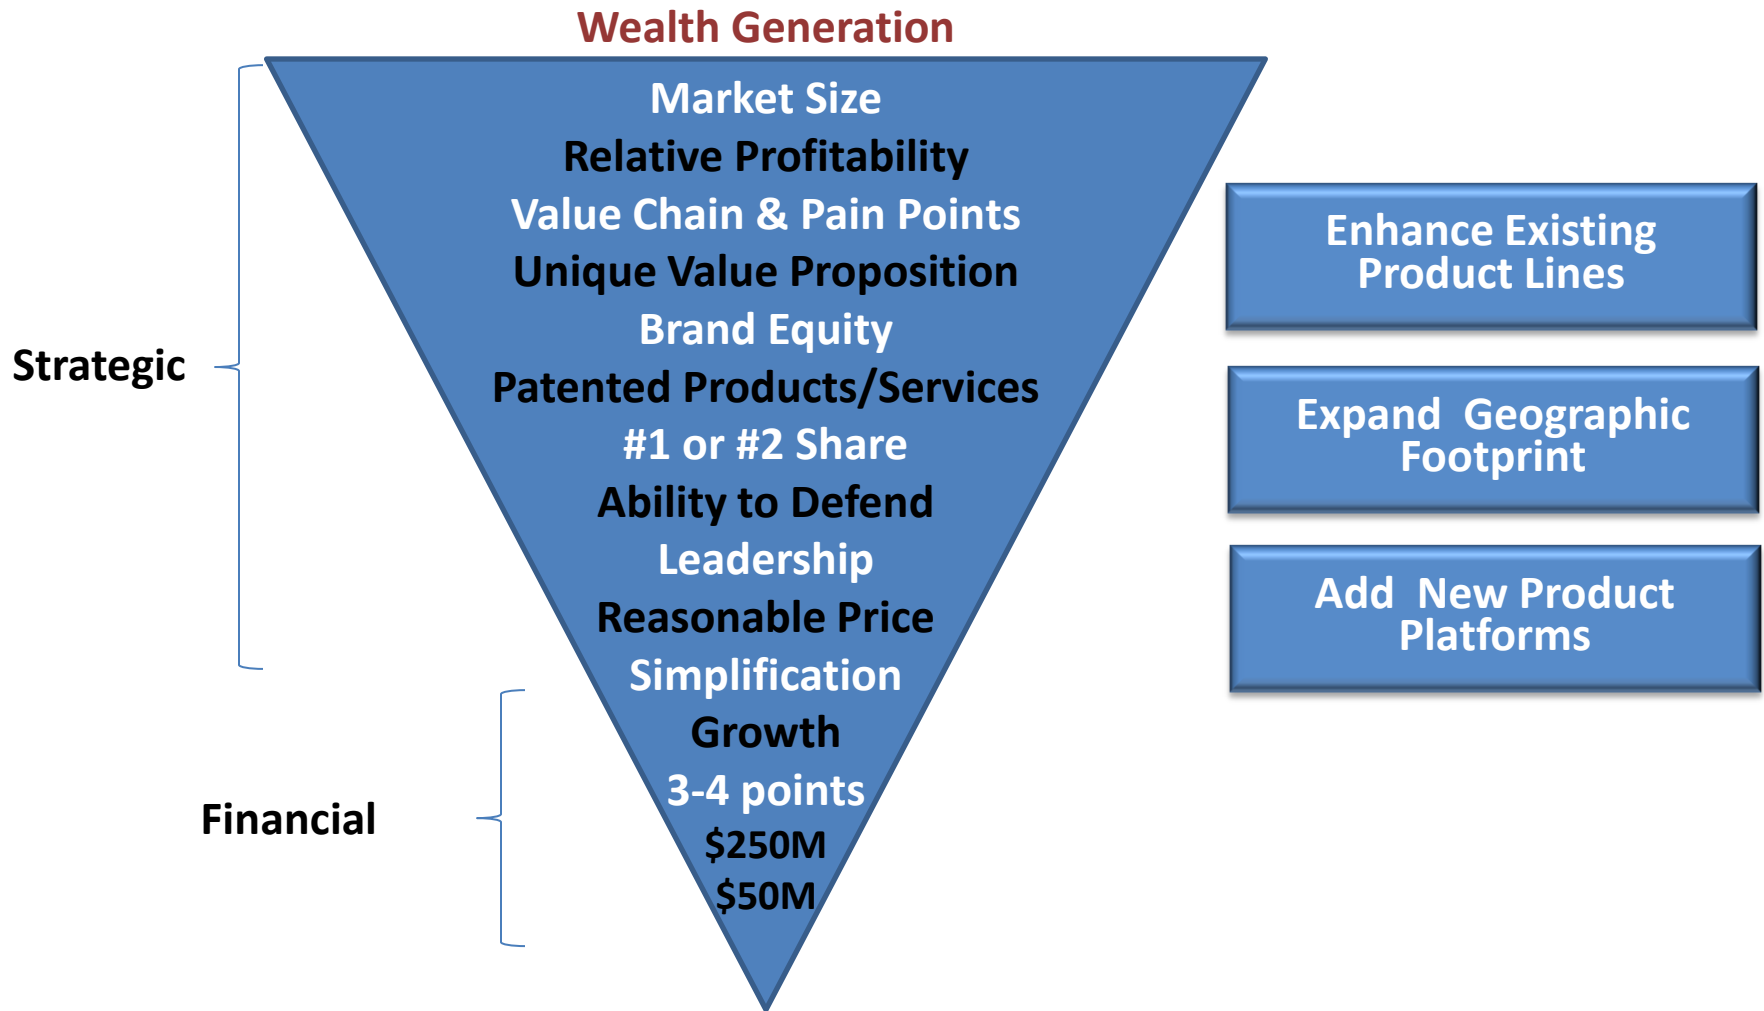 Wealth Generation
Market Size
Relative Profitability
Value Chain & Pain Points
Unique Value Proposition
Brand Equity
Patented Products/Services
#1 or #2 Share
Ability to Defend
Leadership
Reasonable Price
Simplification
Growth
3-4 points
$250M
$50M
Strategic
Financial
Enhance Existing
Product Lines
Expand Geographic
Footprint
Add New Product
Platforms